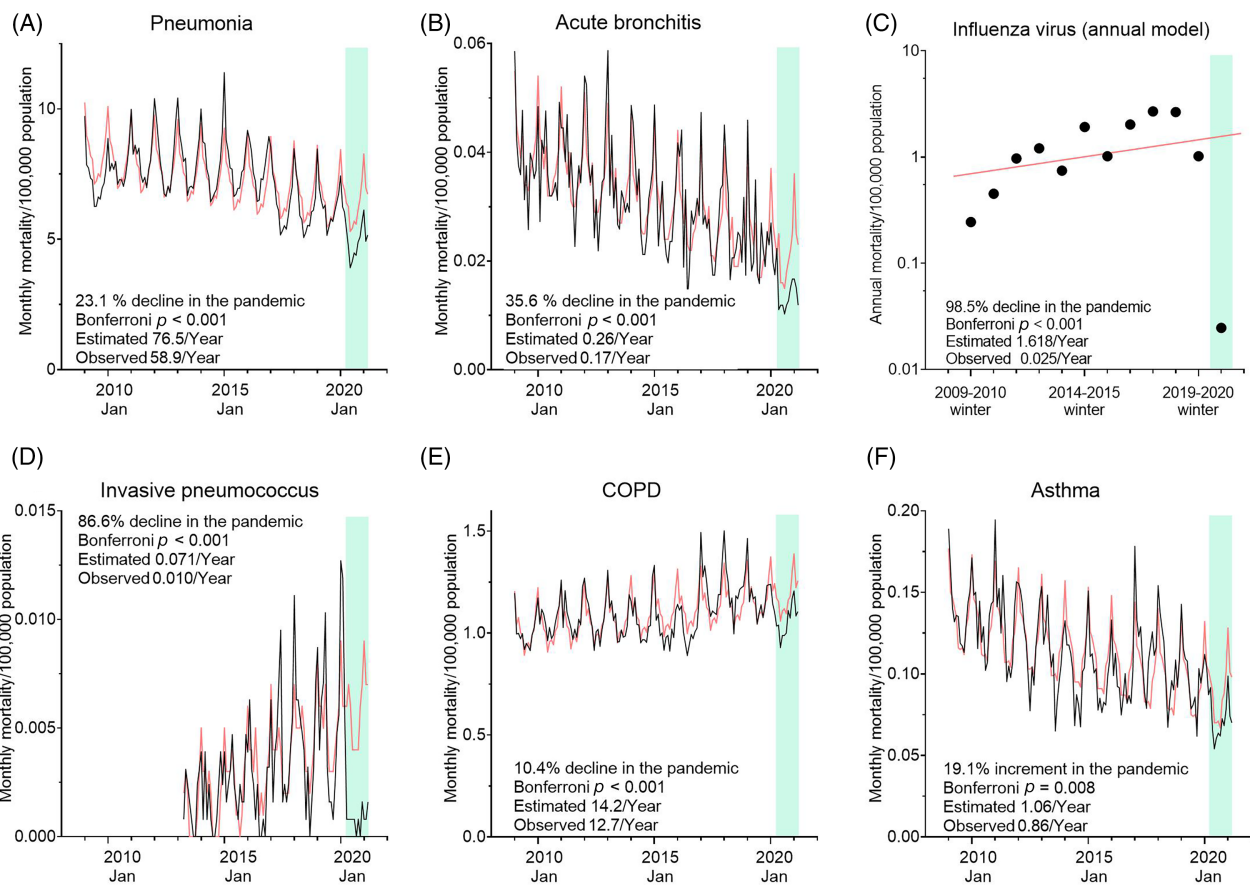 (A)
Pneumonia
Monthly mortality/100,000 population
10
5
0
23.1 % decline in the pandemic
Bonferroni p < 0.001
Estimated 76.5/Year
Observed 58.9/Year
2010 2015 2020
Jan Jan Jan
(B)
Acute bronchitis
Monthly mortality/100,000 population
0.06
0.04
0.02
0.00
35.6 % decline in the pandemic
Bonferroni p < 0.001
Estimated 0.26/Year
Observed 0.17/Year
2010 2015 2020
Jan Jan Jan
(C)
Influenza virus (annual model)
Annual mortality/100,000 population
10
1
0.1
0.01
98.5% decline in the pandemic
Bonferroni p < 0.001
Estimated 1.618/Year
Observed 0.025/Year
2009-2010 2014-2015 2019-2020
winter winter winter
(D)
Invasive pneumococcus
Monthly mortality/100,000 population
0.015
0.010
0.005
0.000
86.6% decline in the pandemic
Bonferroni p < 0.001
Estimated 0.071/Year
Observed 0.010/Year
2010 2015 2020
Jan Jan Jan
(E)
COPD
Monthly mortality/100,000 population
1.5
1.0
0.5
0.0
10.4% decline in the pandemic
Bonferroni p < 0.001
Estimated 14.2/Year
Observed 12.7/Year
2010 2015 2020
Jan Jan Jan
(F)
Asthma
Monthly mortality/100,000 population
0.20
0.15
0.10
0.05
0.0
19.1% increment in the pandemic
Bonferroni p = 0.008
Estimated 1.06/Year
Observed 0.86/Year
2010 2015 2020
Jan Jan Jan